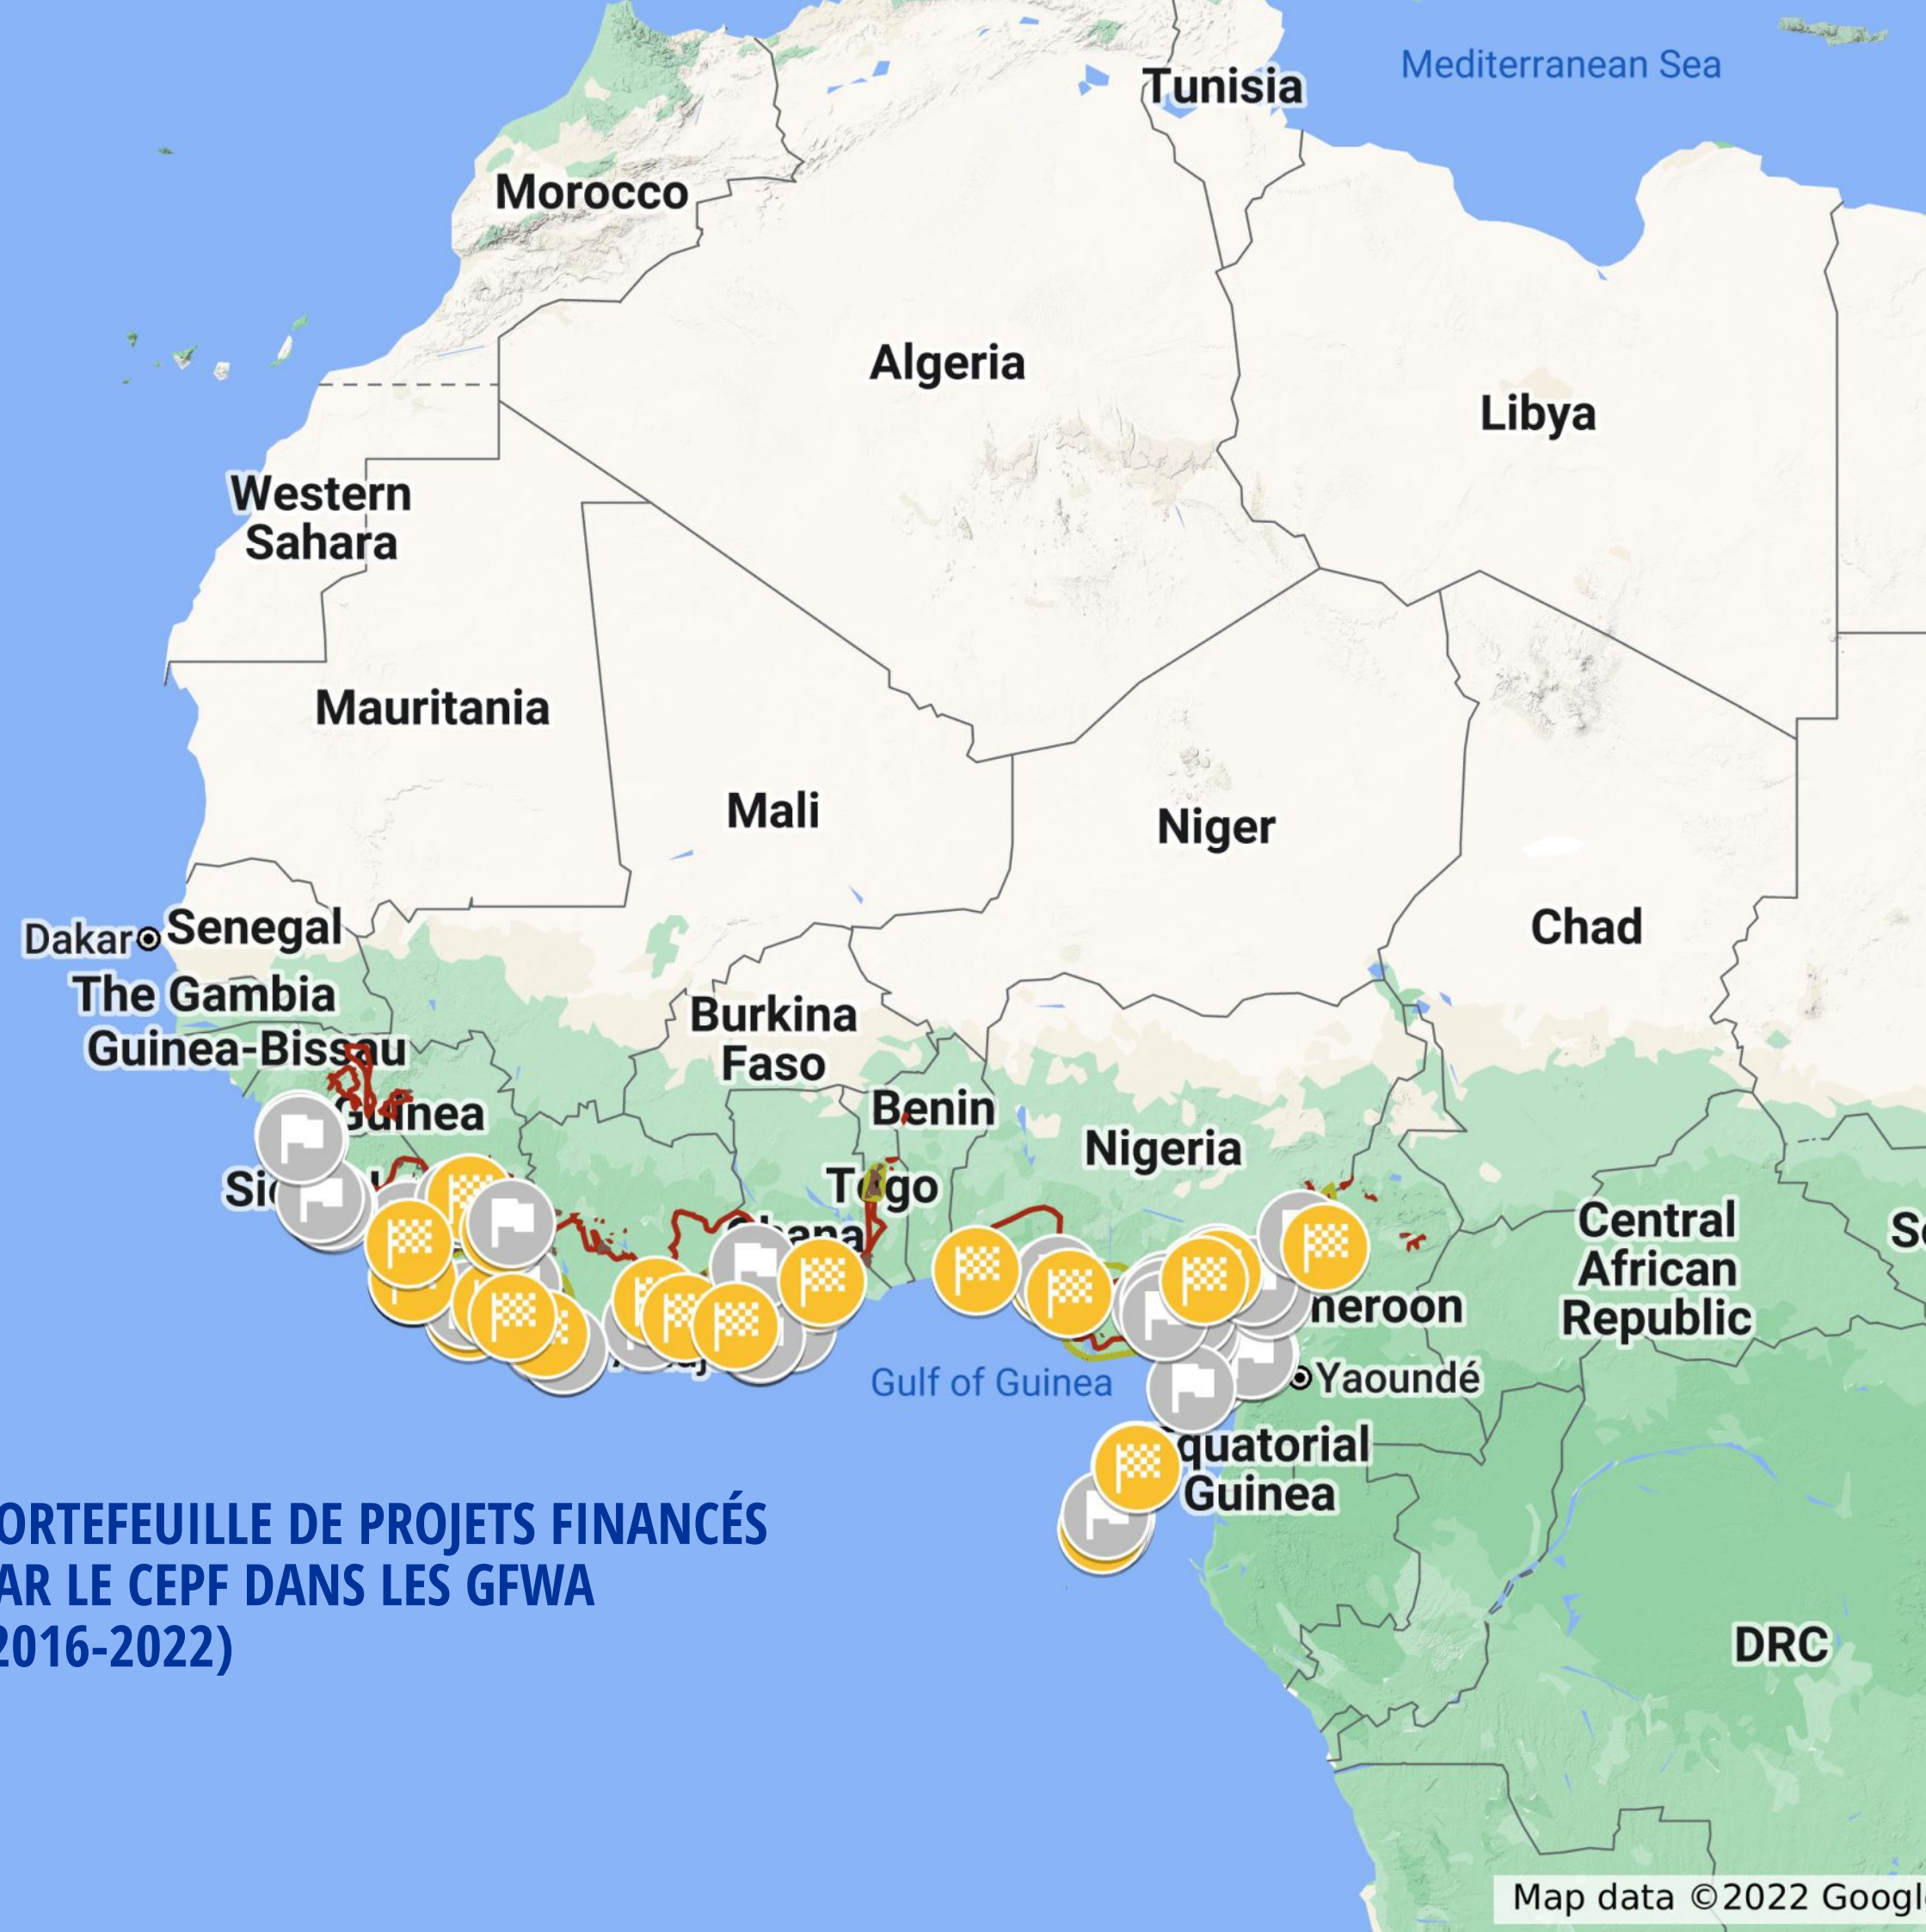 Mediterranean Sea
Tunisia
Morocco
Algeria
Libya
Western
Sahara
Mauritania
Mali
Niger
Chad
Dakar
Senegal
The Gambia
Guinea-Bissau
Burkina
Faso
Guinea
Benin
Nigeria
Togo
Central
African
Republic
Gulf of Guinea
Yaoundé
quatorial
Guinea
ORTEFEUILLE DE PROJETS FINANCÉS
AR LE CEPF DANS LES GFWA
2016-2022)
DRC
Map data ©2022 Googl